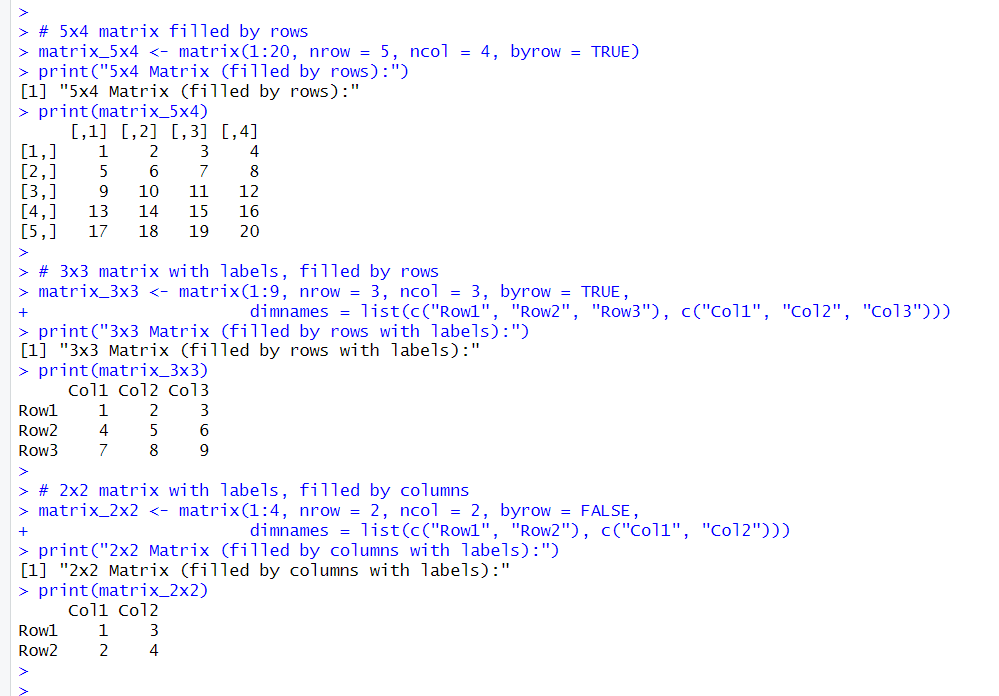 >
> # 5x4 matrix filled by rows
> matrix_5x4 <- matrix(1:20, nrow = 5, ncol = 4, byrow = TRUE)
> print("5x4 Matrix (filled by rows):")
[1] "5x4 Matrix (filled by rows):"
> print(matrix_5x4)
     [,1] [,2] [,3] [,4]
[1,]    1    2    3    4
[2,]    5    6    7    8
[3,]    9   10   11   12
[4,]   13   14   15   16
[5,]   17   18   19   20
>
> # 3x3 matrix with labels, filled by rows
> matrix_3x3 <- matrix(1:9, nrow = 3, ncol = 3, byrow = TRUE,
+                      dimnames = list(c("Row1", "Row2", "Row3"), c("Col1", "Col2", "Col3")))
> print("3x3 Matrix (filled by rows with labels):")
[1] "3x3 Matrix (filled by rows with labels):"
> print(matrix_3x3)
     Col1 Col2 Col3
Row1    1    2    3
Row2    4    5    6
Row3    7    8    9
>
> # 2x2 matrix with labels, filled by columns
> matrix_2x2 <- matrix(1:4, nrow = 2, ncol = 2, byrow = FALSE,
+                      dimnames = list(c("Row1", "Row2"), c("Col1", "Col2")))
> print("2x2 Matrix (filled by columns with labels):")
[1] "2x2 Matrix (filled by columns with labels):"
> print(matrix_2x2)
     Col1 Col2
Row1    1    3
Row2    2    4
>
>